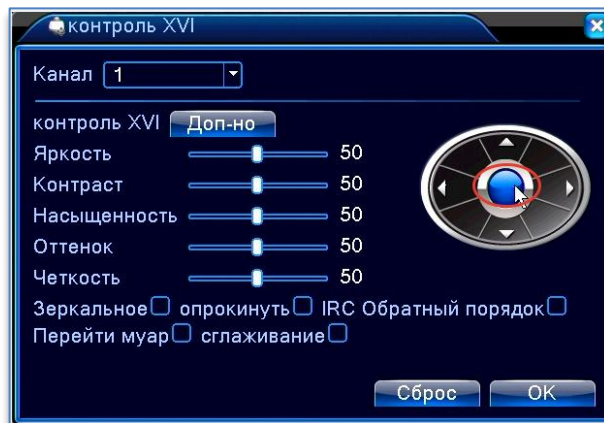 контроль XVI
Канал 1
контроль XVI Доп-но
Яркость 50
Контраст 50
Насыщенность 50
Оттенок 50
Четкость 50
Зеркальное опрокинуть IRC Обратный порядок
Перейти муар сглаживание
Сброс OK